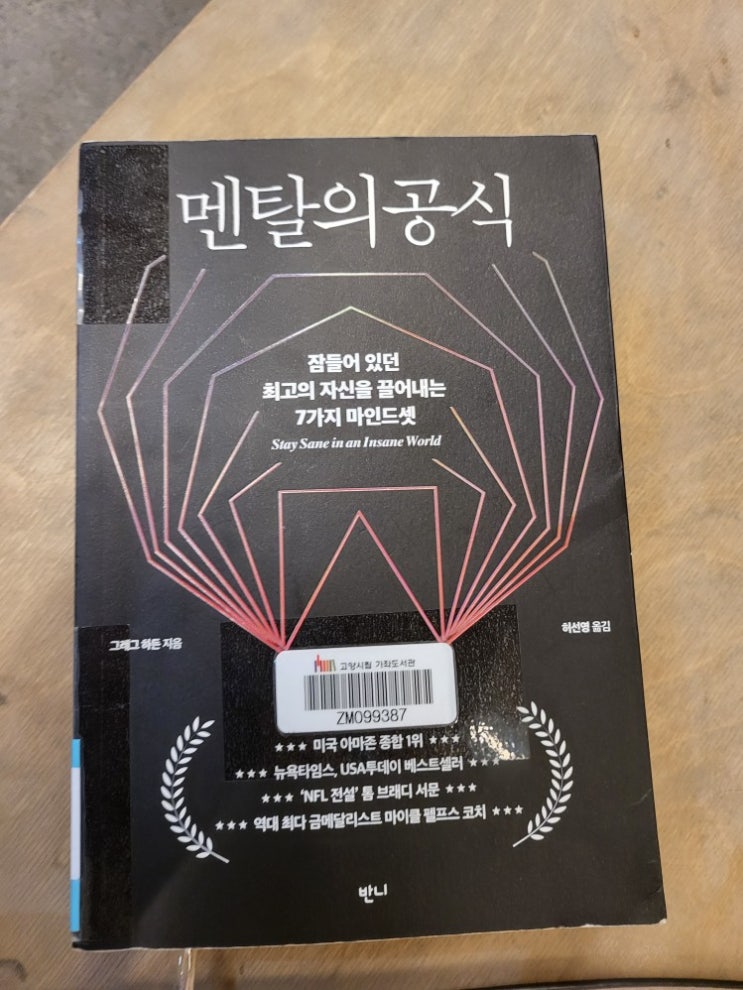 멘탈의 공식
잠들어 있던
최고의 자신을 끌어내는
7가지 마인드셋
Stay Sane in an Insane World
그레그 하든 지음
허선영 옮김
고양시립 가좌도서관
ZM099387
★★★ 미국 아마존 종합 1위 ★★★
★★★ 뉴욕타임스, USA투데이 베스트셀러 ★★★
★★★ ‘NFL 전설’ 톰 브래디 서문 ★★★
★★★ 역대 최다 금메달리스트 마이클 펠프스 코치 ★★★
반니